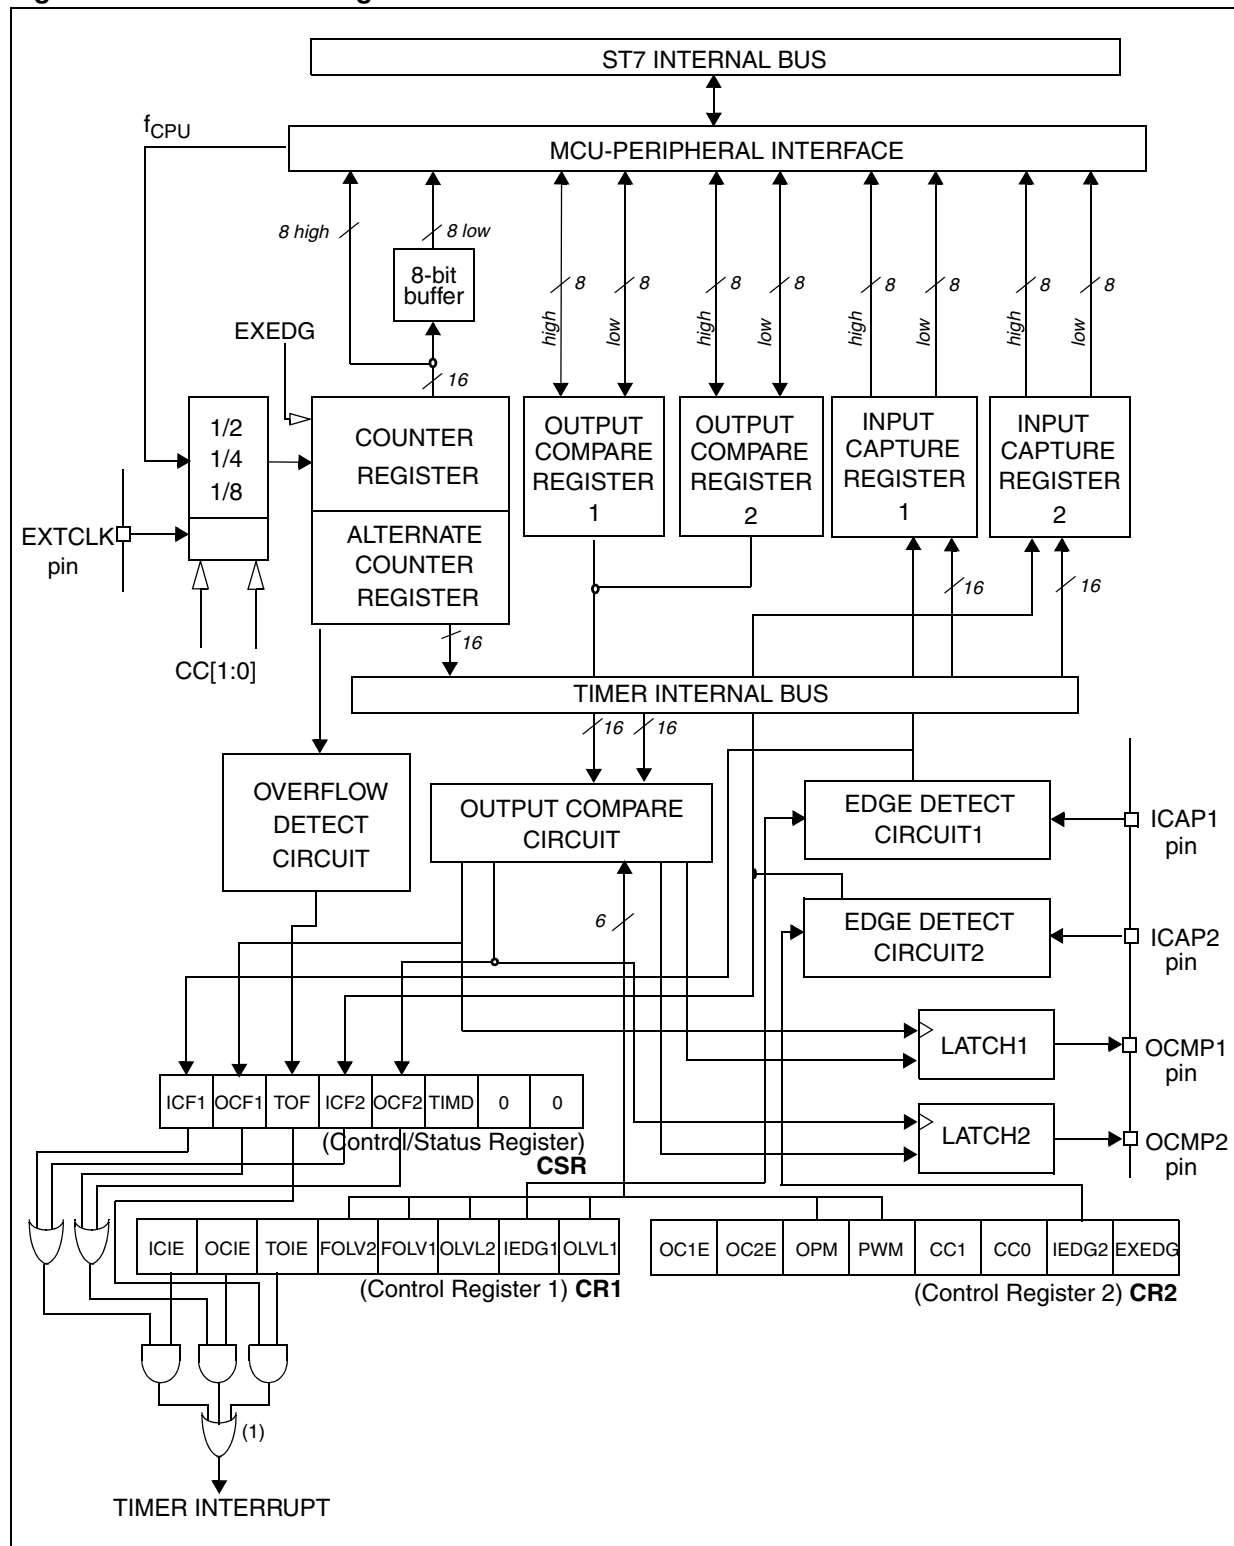 ST7 INTERNAL BUS
fCPU
MCU-PERIPHERAL INTERFACE
8 high
8 low
8-bit
buffer
8
8
8
8
8
8
8
8
high
low
high
low
high
low
high
low
EXEDG
16
1/2
1/4
1/8
COUNTER
REGISTER
OUTPUT
COMPARE
REGISTER
1
OUTPUT
COMPARE
REGISTER
2
INPUT
CAPTURE
REGISTER
1
INPUT
CAPTURE
REGISTER
2
EXTCLK
pin
ALTERNATE
COUNTER
REGISTER
16
16
16
CC[1:0]
TIMER INTERNAL BUS
16
16
OVERFLOW
DETECT
CIRCUIT
OUTPUT COMPARE
CIRCUIT
EDGE DETECT
CIRCUIT1
ICAP1
pin
6
EDGE DETECT
CIRCUIT2
ICAP2
pin
LATCH1
OCMP1
pin
ICF1 OCF1 TOF ICF2 OCF2 TIMD 0 0
(Control/Status Register)
CSR
LATCH2
OCMP2
pin
ICIE OCIE TOIE FOLV2 FOLV1 OLVL2 IEDG1 OLVL1
(Control Register 1) CR1
OC1E OC2E OPM PWM CC1 CC0 IEDG2 EXEDG
(Control Register 2) CR2
(1)
TIMER INTERRUPT